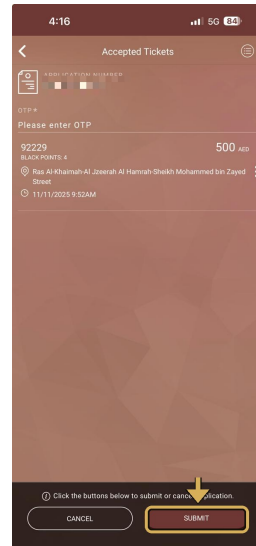 4:16
5G 84
Accepted Tickets
APPLICATION NUMBER
OTP *
Please enter OTP
92229
500 AED
BLACK POINTS: 4
Ras Al-Khaimah-Al Jzeerah Al Hamrah-Sheikh Mohammed bin Zayed
Street
11/11/2025 9:52AM
Click the buttons below to submit or cancel application.
CANCEL
SUBMIT